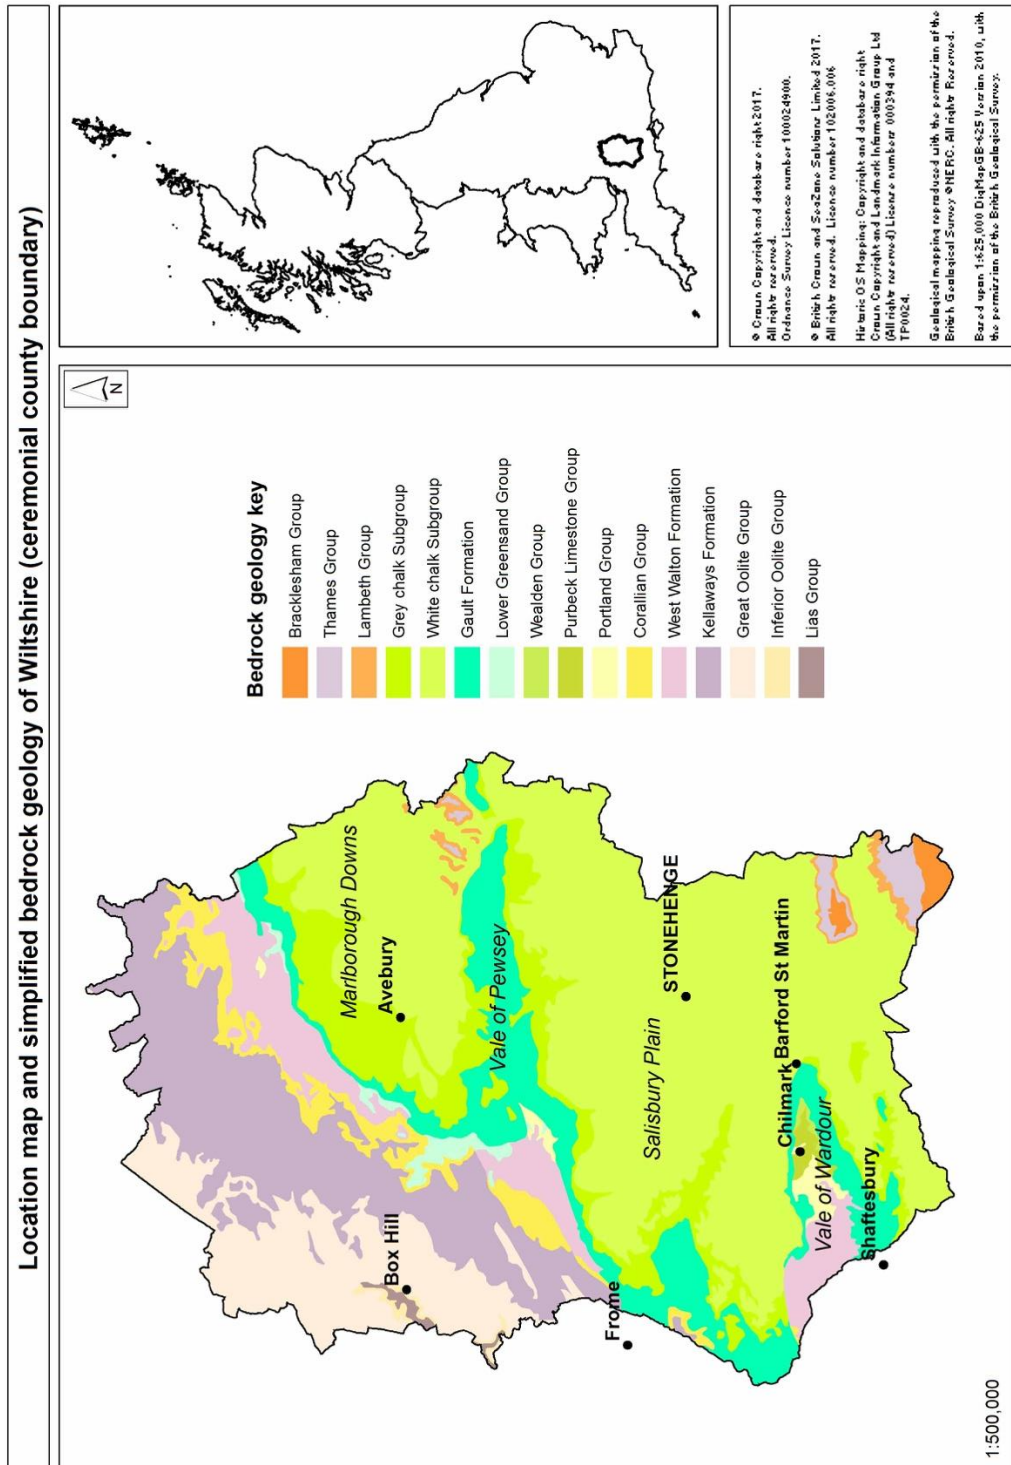 Location map and simplified bedrock geology of Wiltshire (ceremonial county boundary)
N
Bedrock geology key
Bracklesham Group
Thames Group
Lambeth Group
Grey chalk Subgroup
White chalk Subgroup
Gault Formation
Lower Greensand Group
Wealden Group
Purbeck Limestone Group
Portland Group
Corallian Group
West Walton Formation
Kellaways Formation
Great Oolite Group
Inferior Oolite Group
Lias Group
Marlborough Downs
Avebury
Box Hill
Vale of Pewsey
Frome
Salisbury Plain
STONEHENGE
Chilmark
Barford St Martin
Vale of Wardour
Shaftesbury
1:500,000
© Crown Copyright and database right 2017.
All rights reserved.
Ordnance Survey Licence number 100024900.
© British Crown and SeaZone Solutions Limited 2017.
All rights reserved. Licence number 102006.006
Historic OS Mapping: Copyright and database right
Crown Copyright and Landmark Information Group Ltd
(All rights reserved) License numbers 000394 and
TP0024.
Geological mapping reproduced with the permission of the
British Geological Survey ©NERC. All rights Reserved.
Based upon 1:625,000 DigMapGB-625 Version 2010, with
the permission of the British Geological Survey.